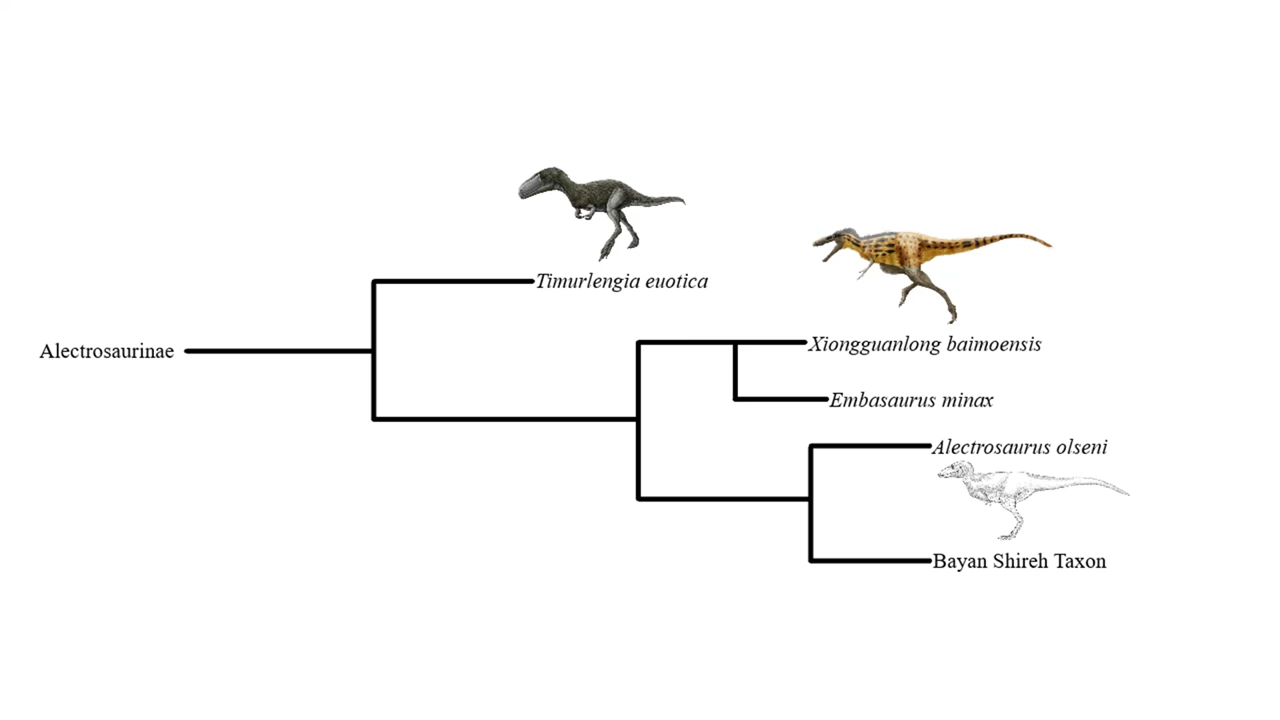 Timurlengia euotica
Alectrosaurinae
Xiongguanlong baimoensis
Embasaurus minax
Alectrosaurus olseni
Bayan Shireh Taxon